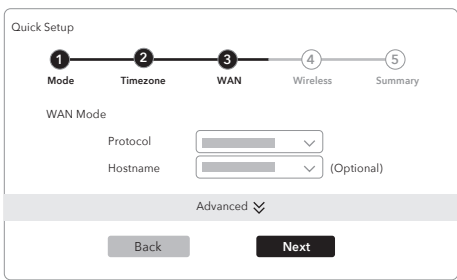 Quick Setup
1 2 3 4 5
Mode Timezone WAN Wireless Summary
WAN Mode
Protocol
Hostname (Optional)
Advanced
Back Next